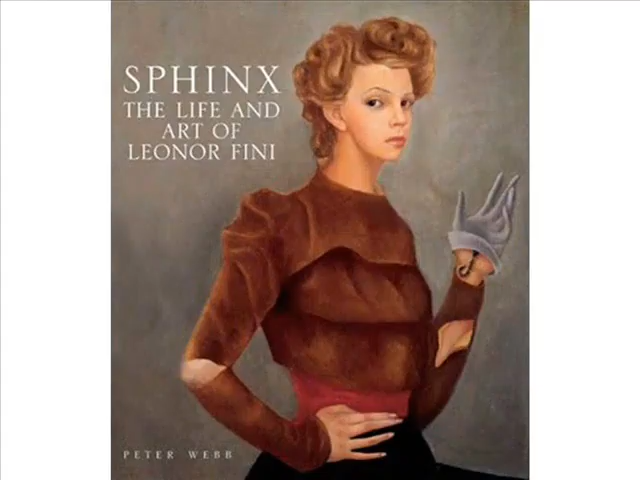 SPHINX
THE LIFE AND
ART OF
LEONOR FINI
PETER WEBB